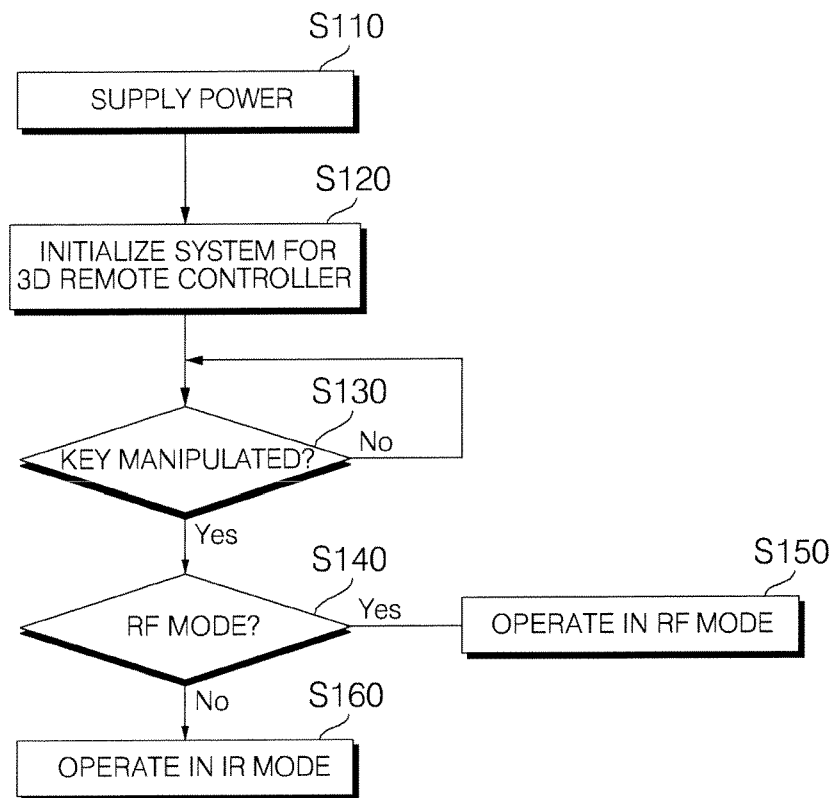 S110
SUPPLY POWER
S120
INITIALIZE SYSTEM FOR
3D REMOTE CONTROLLER
S130
KEY MANIPULATED?
No
Yes
S140
RF MODE?
Yes
S150
OPERATE IN RF MODE
No
S160
OPERATE IN IR MODE